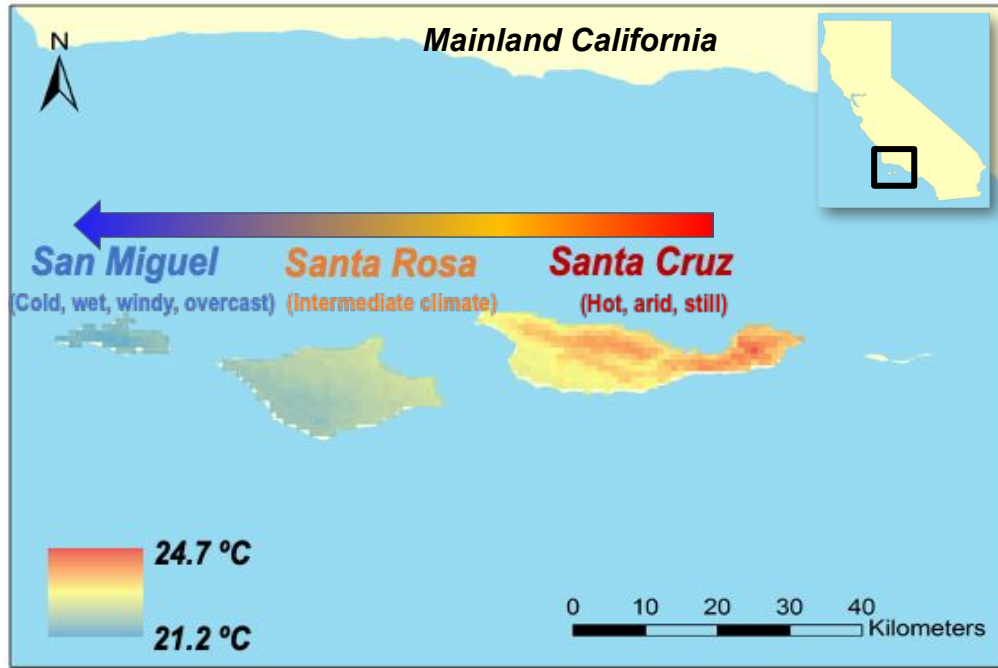 Mainland California
N
San Miguel
(Cold, wet, windy, overcast)
Santa Rosa
(Intermediate climate)
Santa Cruz
(Hot, arid, still)
24.7 ºC
21.2 ºC
0 10 20 30 40
Kilometers